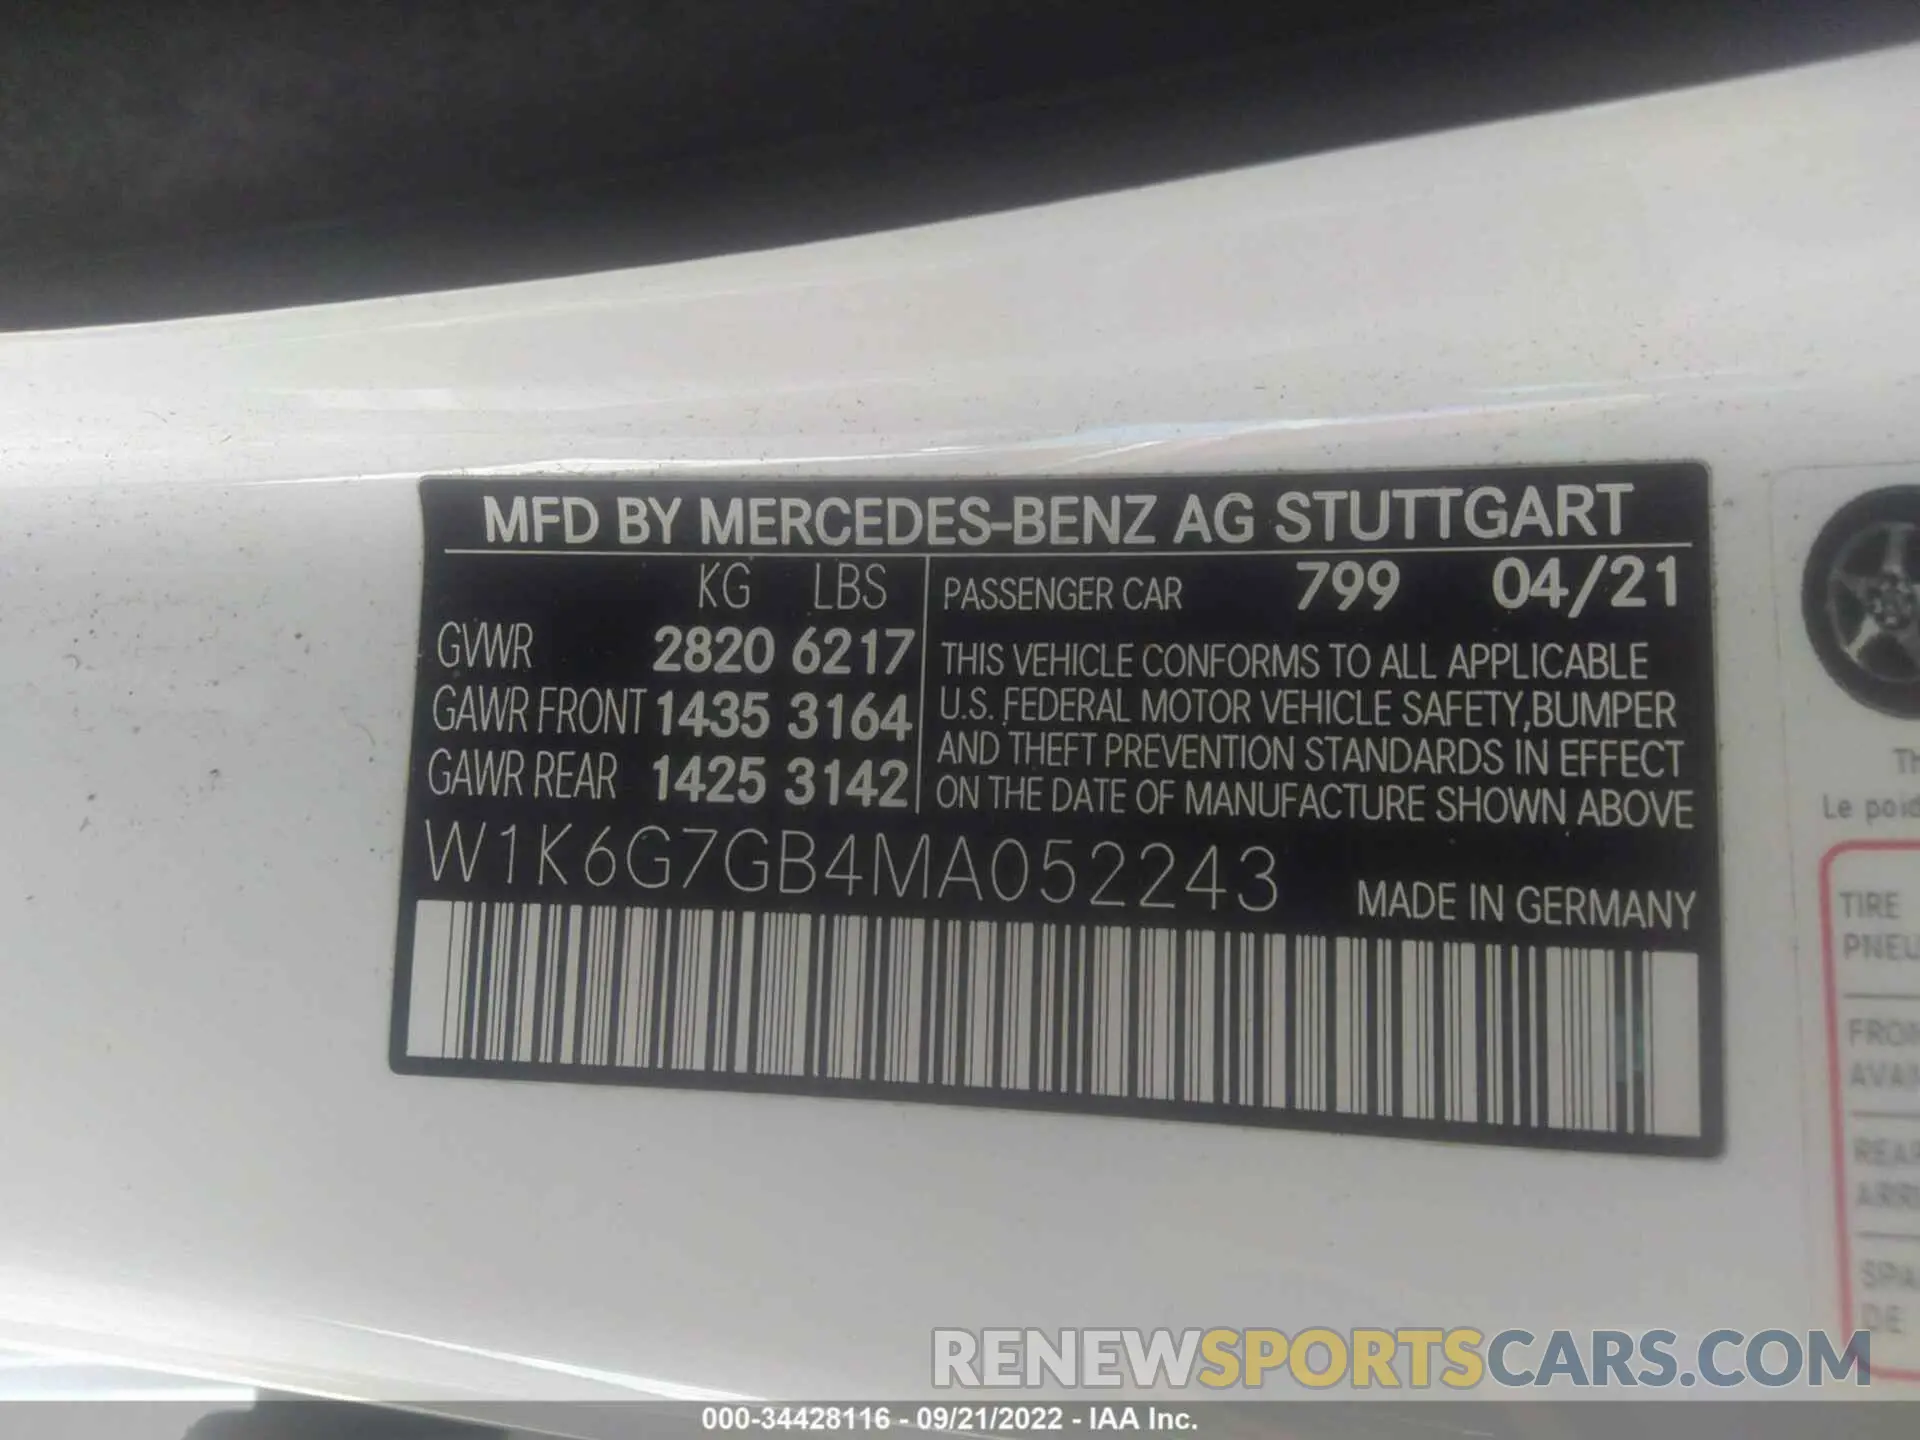 MFD BY MERCEDES-BENZ AG STUTTGART
KG LBS
GVWR 2820 6217
GAWR FRONT 1435 3164
GAWR REAR 1425 3142
PASSENGER CAR 799 04/21
THIS VEHICLE CONFORMS TO ALL APPLICABLE
U.S. FEDERAL MOTOR VEHICLE SAFETY, BUMPER
AND THEFT PREVENTION STANDARDS IN EFFECT
ON THE DATE OF MANUFACTURE SHOWN ABOVE
W1K6G7GB4MA052243
MADE IN GERMANY
Le
TIRE
DE
RENEWSPORTSCARS.COM
000-34428116 - 09/21/2022 - IAA Inc.